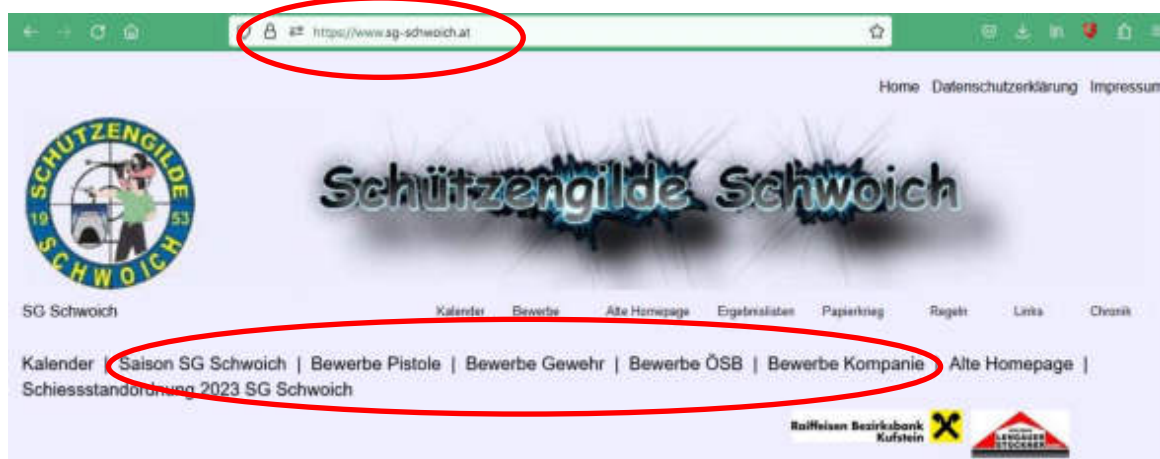 https://www.sg-schwoich.at
Home Datenschutzerklärung Impressum
SCHÜTZENGILDE
19 53
SCHWOICH
Schützengilde Schwoich
SG Schwoich Kalender Bewerbe Alte Homepage Ergebnislisten Papierkrieg Regeln Links Chronik
Kalender | Saison SG Schwoich | Bewerbe Pistole | Bewerbe Gewehr | Bewerbe ÖSB | Bewerbe Kompanie | Alte Homepage |
Schiessstandordnung 2023 SG Schwoich
Raiffeisen Bezirksbank
Kufstein